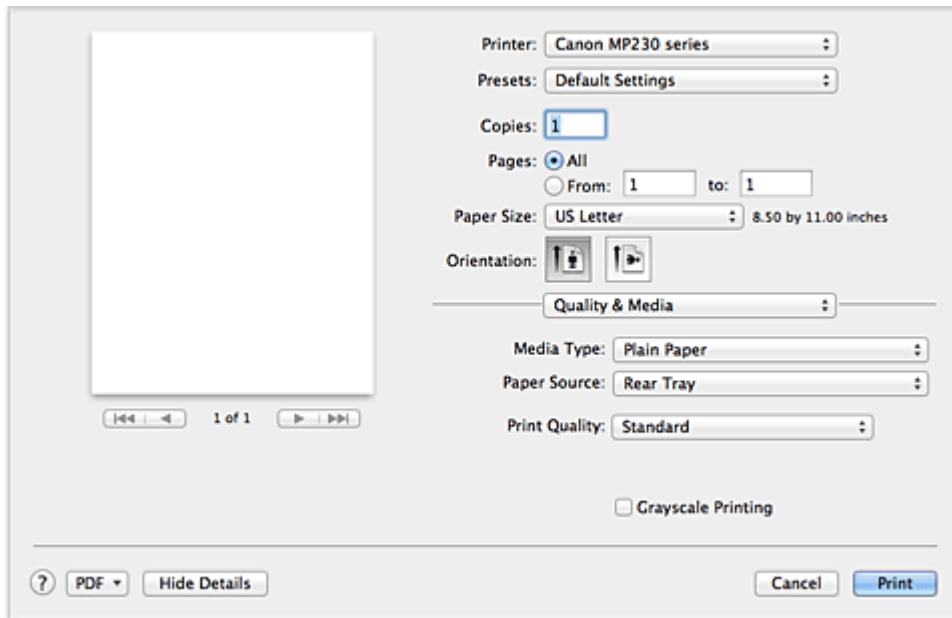 Printer: Canon MP230 series
Presets: Default Settings
Copies: 1
Pages: All
From: 1 to: 1
Paper Size: US Letter 8.50 by 11.00 inches
Orientation:
Quality & Media
Media Type: Plain Paper
Paper Source: Rear Tray
1 of 1
Print Quality: Standard
Grayscale Printing
? PDF Hide Details Cancel Print